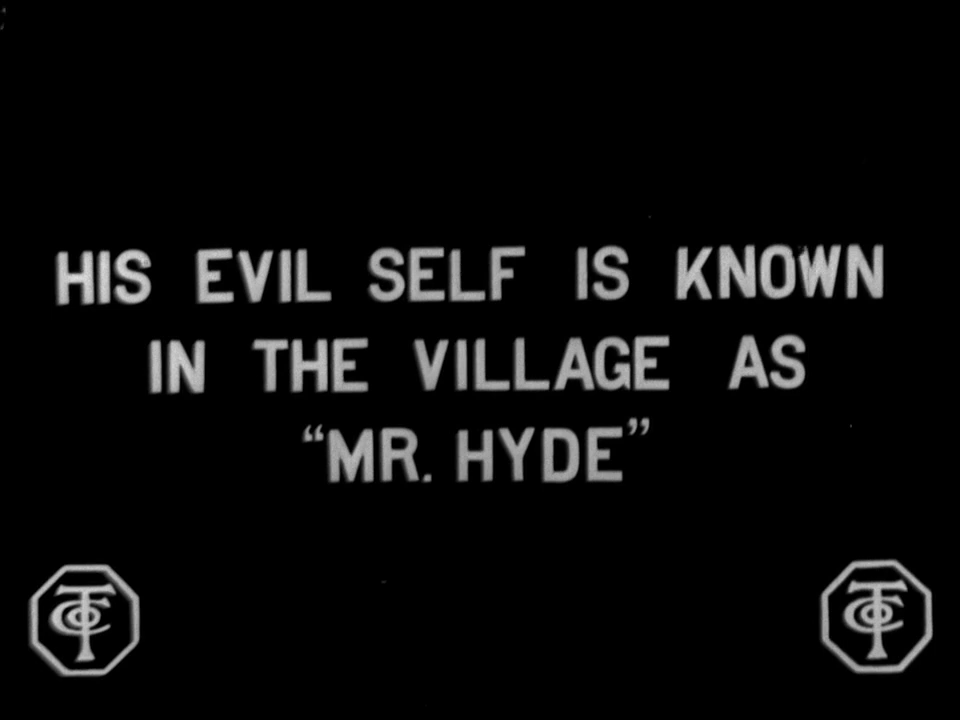 HIS EVIL SELF IS KNOWN
IN THE VILLAGE AS
“MR. HYDE”